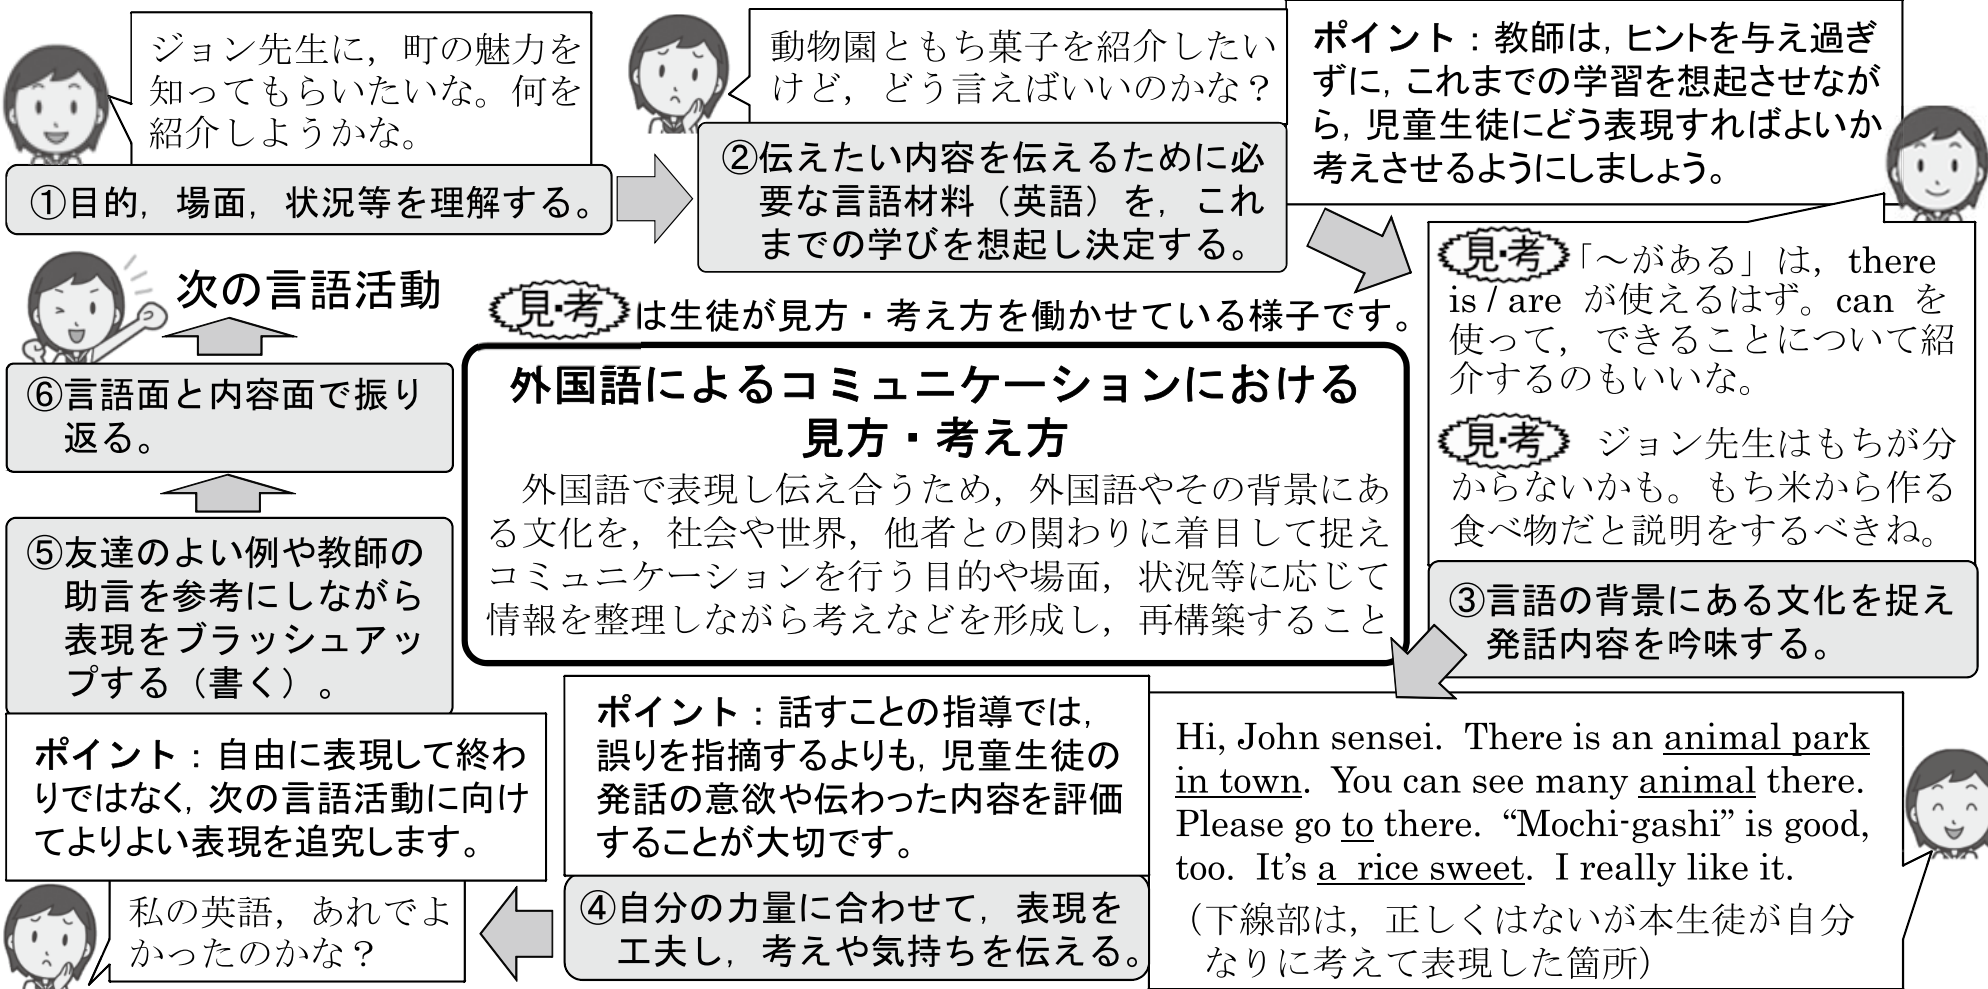 ジョン先生に，町の魅力を
知ってもらいたいな。何を
紹介しようかな。
①目的，場面，状況等を理解する。
動物園ともち菓子を紹介したい
けど，どう言えばいいのかな？
②伝えたい内容を伝えるために必
要な言語材料（英語）を，これ
までの学びを想起し決定する。
ポイント：教師は，ヒントを与え過ぎ
ずに，これまでの学習を想起させなが
ら，児童生徒にどう表現すればよいか
考えさせるようにしましょう。
見・考 「～がある」は，there
is / are が使えるはず。can を
使って，できることについて紹
介するのもいいな。
見・考 ジョン先生はもちが分
からないかも。もち米から作る
食べ物だと説明をするべきね。
③言語の背景にある文化を捉え
発話内容を吟味する。
見・考 は生徒が見方・考え方を働かせている様子です。
外国語によるコミュニケーションにおける
見方・考え方
外国語で表現し伝え合うため，外国語やその背景にあ
る文化を，社会や世界，他者との関わりに着目して捉え
コミュニケーションを行う目的や場面，状況等に応じて
情報を整理しながら考えなどを形成し，再構築すること
Hi, John sensei. There is an animal park
in town. You can see many animal there.
Please go to there. “Mochi-gashi” is good,
too. It’s a rice sweet. I really like it.
（下線部は，正しくはないが本生徒が自分
なりに考えて表現した箇所）
ポイント：話すことの指導では，
誤りを指摘するよりも，児童生徒の
発話の意欲や伝わった内容を評価
することが大切です。
④自分の力量に合わせて，表現を
工夫し，考えや気持ちを伝える。
私の英語，あれでよ
かったのかな？
ポイント：自由に表現して終わ
りではなく，次の言語活動に向け
てよりよい表現を追究します。
⑤友達のよい例や教師の
助言を参考にしながら
表現をブラッシュアッ
プする（書く）。
⑥言語面と内容面で振り
返る。
次の言語活動